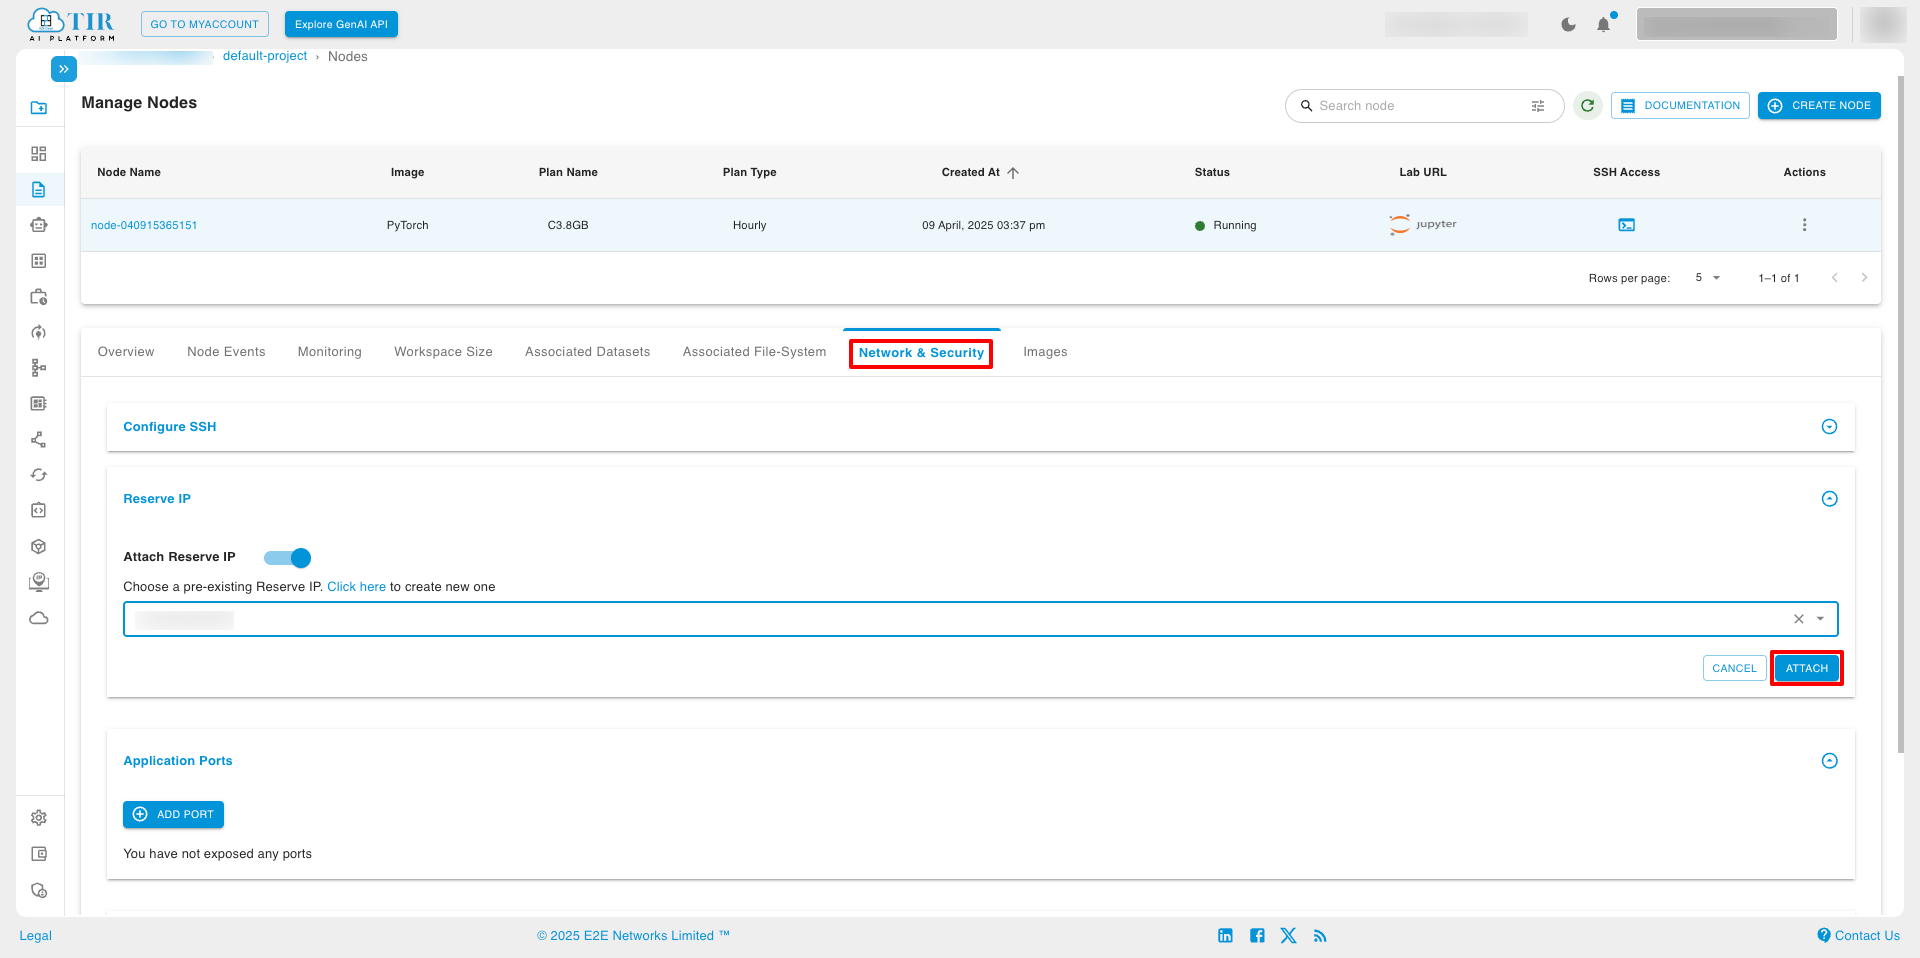 TIR
AI PLATFORM
GO TO MYACCOUNT
Explore GenAI API
default-project › Nodes
Manage Nodes
Search node
DOCUMENTATION
CREATE NODE
Node Name Image Plan Name Plan Type Created At Status Lab URL SSH Access Actions
node-040915365151 PyTorch C3.8GB Hourly 09 April, 2025 03:37 pm Running jupyter
Rows per page: 5 1–1 of 1
Overview Node Events Monitoring Workspace Size Associated Datasets Associated File-System Network & Security Images
Configure SSH
Reserve IP
Attach Reserve IP
Choose a pre-existing Reserve IP. Click here to create new one
CANCEL ATTACH
Application Ports
ADD PORT
You have not exposed any ports
Legal © 2025 E2E Networks Limited ™ Contact Us